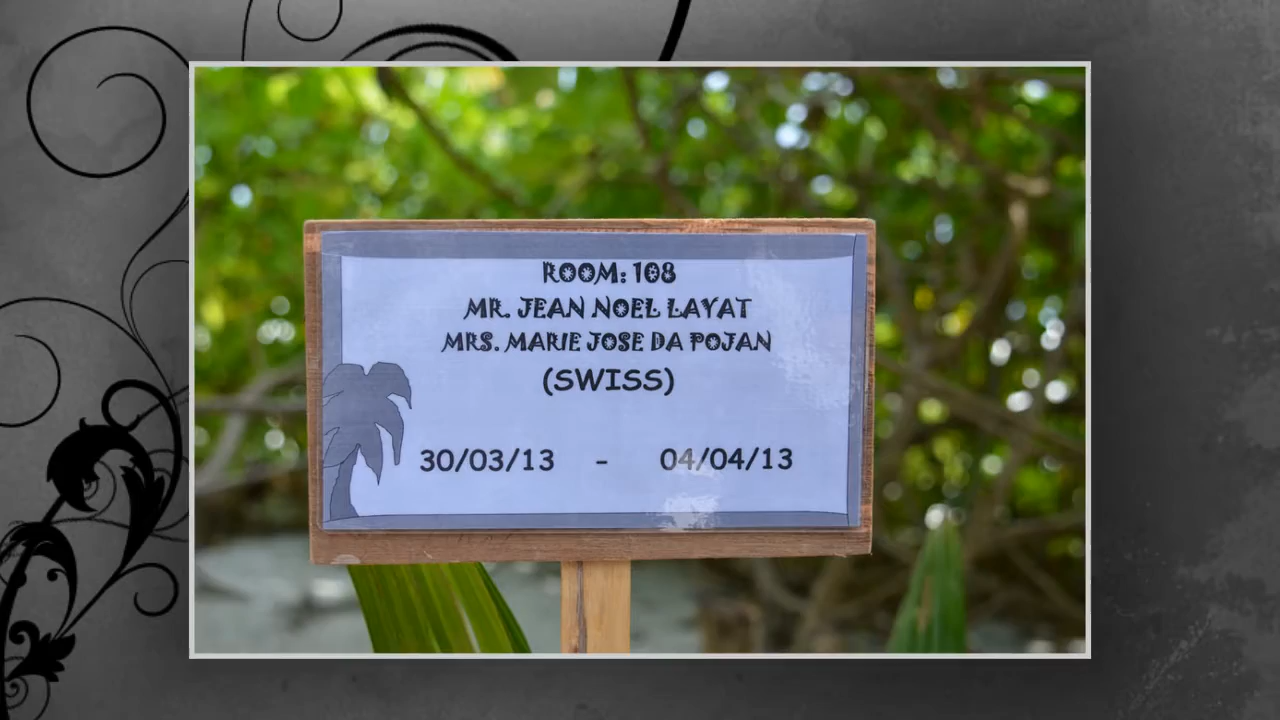 ROOM: 108
MR. JEAN NOEL LAYAT
MRS. MARIE JOSE DA POJAN
(SWISS)
30/03/13 - 04/04/13